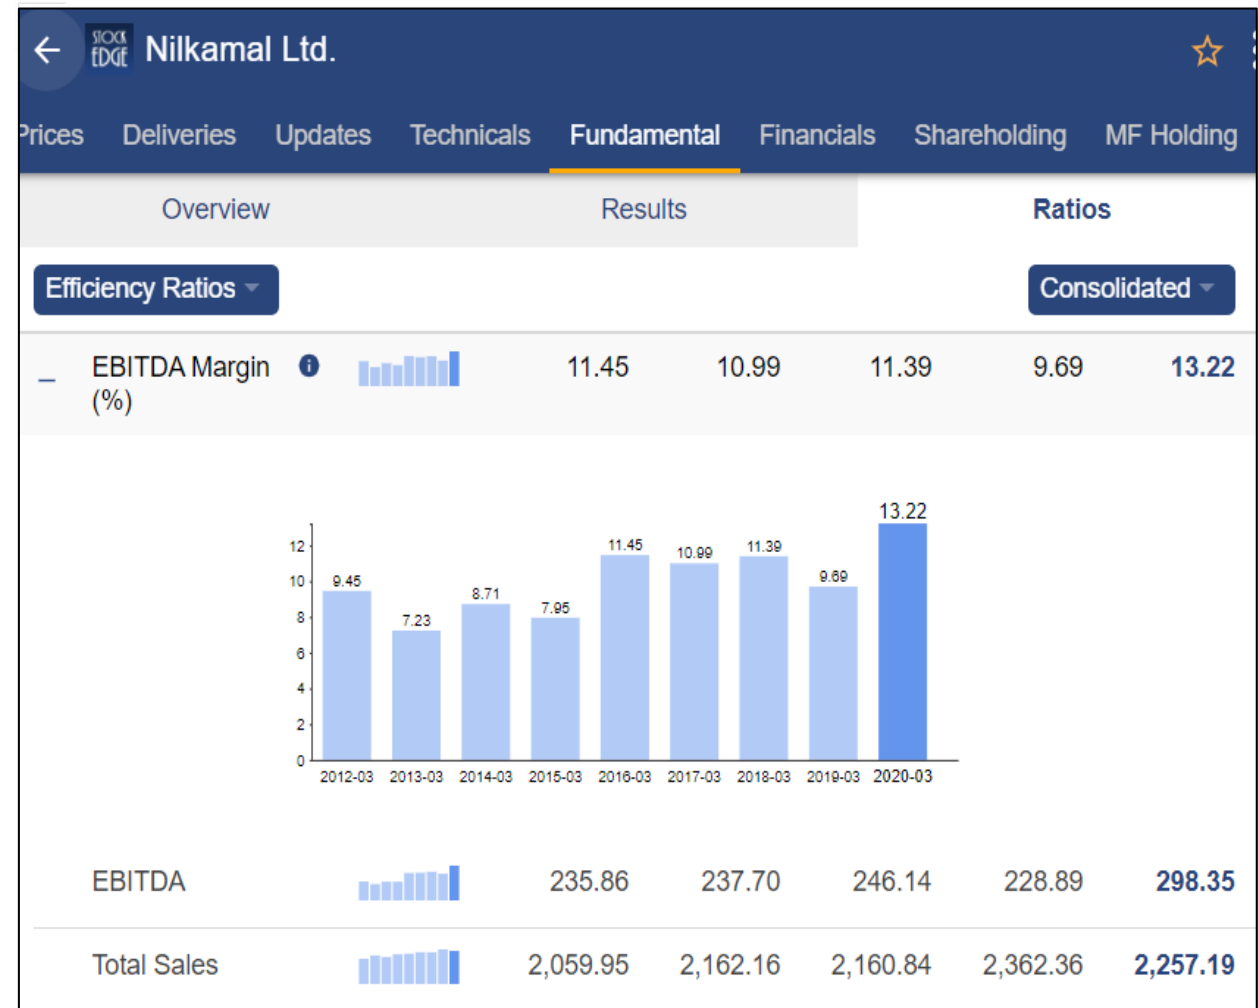 STOCK EDGE Nilkamal Ltd.
Prices Deliveries Updates Technicals Fundamental Financials Shareholding MF Holding
Overview Results Ratios
Efficiency Ratios Consolidated
EBITDA Margin 11.45 10.99 11.39 9.69 13.22
(%)
13.22
12 11.45 10.99 11.39
10 9.45 9.69
8.71
8 7.23 7.95
6
4
2
0
2012-03 2013-03 2014-03 2015-03 2016-03 2017-03 2018-03 2019-03 2020-03
EBITDA 235.86 237.70 246.14 228.89 298.35
Total Sales 2,059.95 2,162.16 2,160.84 2,362.36 2,257.19